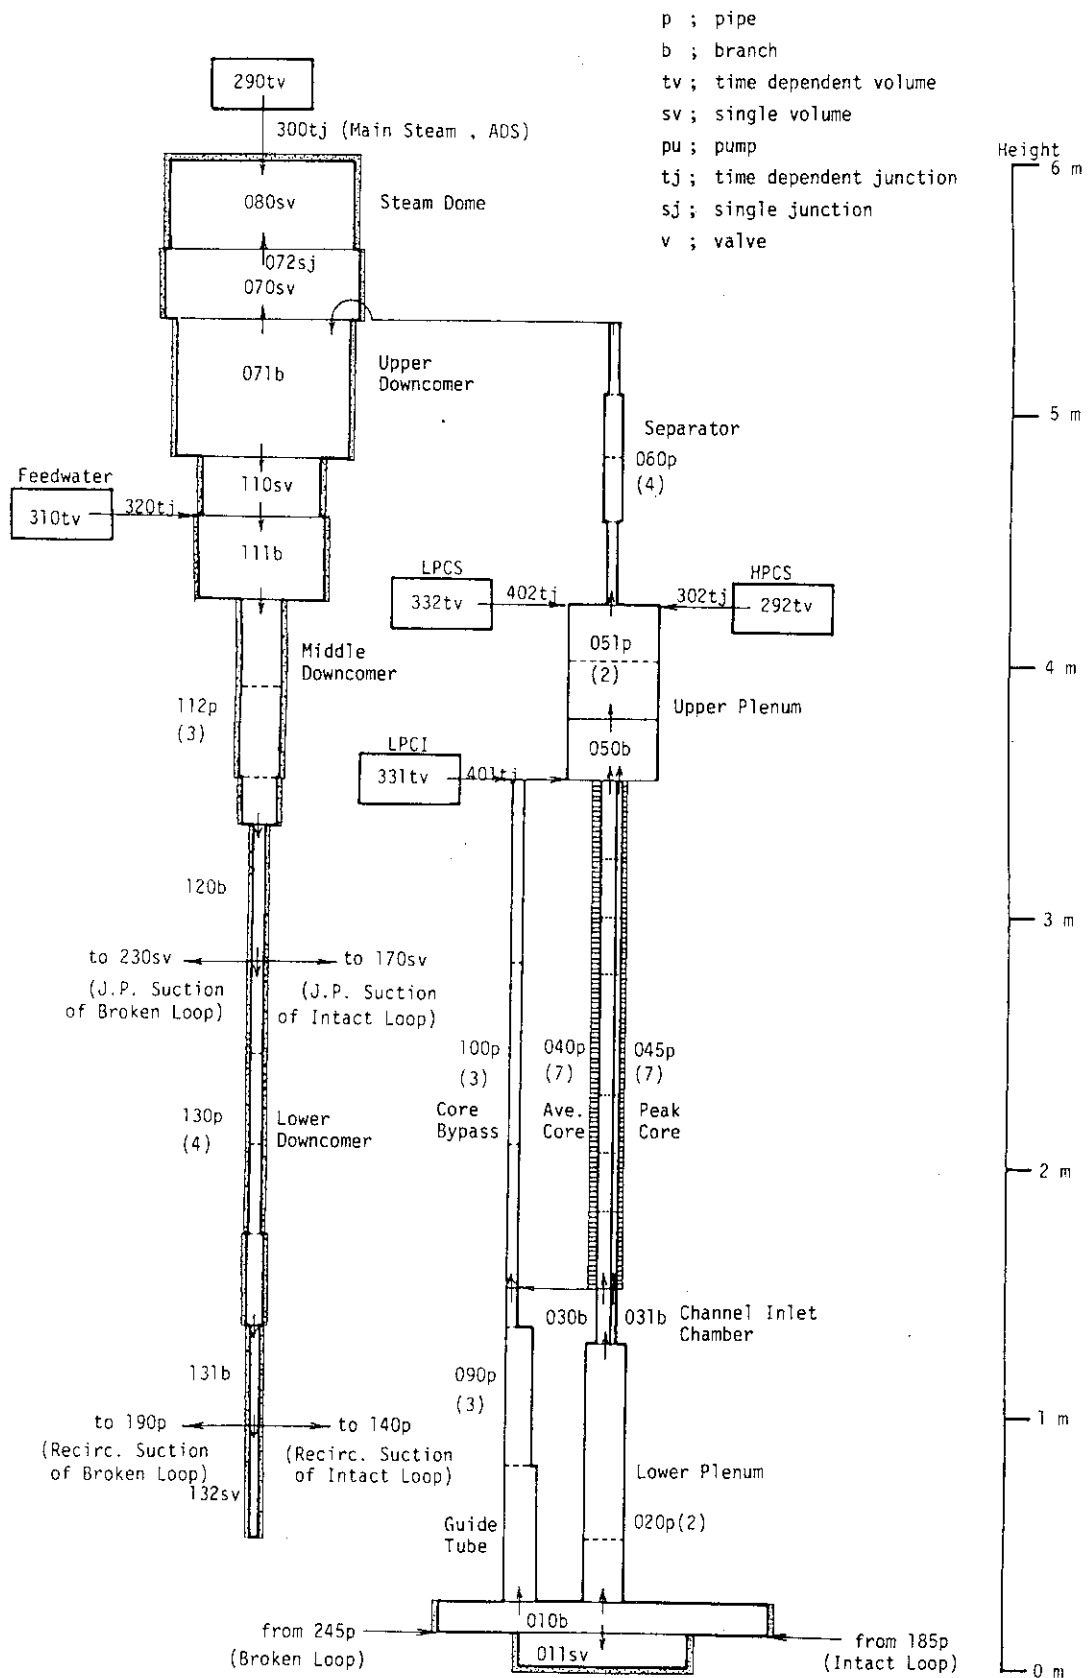 p ; pipe
b ; branch
tv ; time dependent volume
sv ; single volume
pu ; pump
tj ; time dependent junction
sj ; single junction
v ; valve
290tv
300tj (Main Steam , ADS)
080sv
Steam Dome
072sj
070sv
071b
Upper
Downcomer
Separator
060p
(4)
Feedwater
310tv
320tj
110sv
111b
LPCS
332tv
402tj
HPCS
302tj
292tv
051p
(2)
Middle
Downcomer
112p
(3)
Upper Plenum
050b
LPCI
331tv
401tj
120b
to 230sv
(J.P. Suction
of Broken Loop)
to 170sv
(J.P. Suction
of Intact Loop)
100p
(3)
Core
Bypass
040p
(7)
Ave.
Core
045p
(7)
Peak
Core
130p
(4)
Lower
Downcomer
030b
031b
Channel Inlet
Chamber
131b
090p
(3)
to 190p
(Recirc. Suction
of Broken Loop)
to 140p
(Recirc. Suction
of Intact Loop)
132sv
Lower Plenum
020p(2)
Guide
Tube
010b
011sv
from 245p
(Broken Loop)
from 185p
(Intact Loop)
Height
6 m
5 m
4 m
3 m
2 m
1 m
0 m